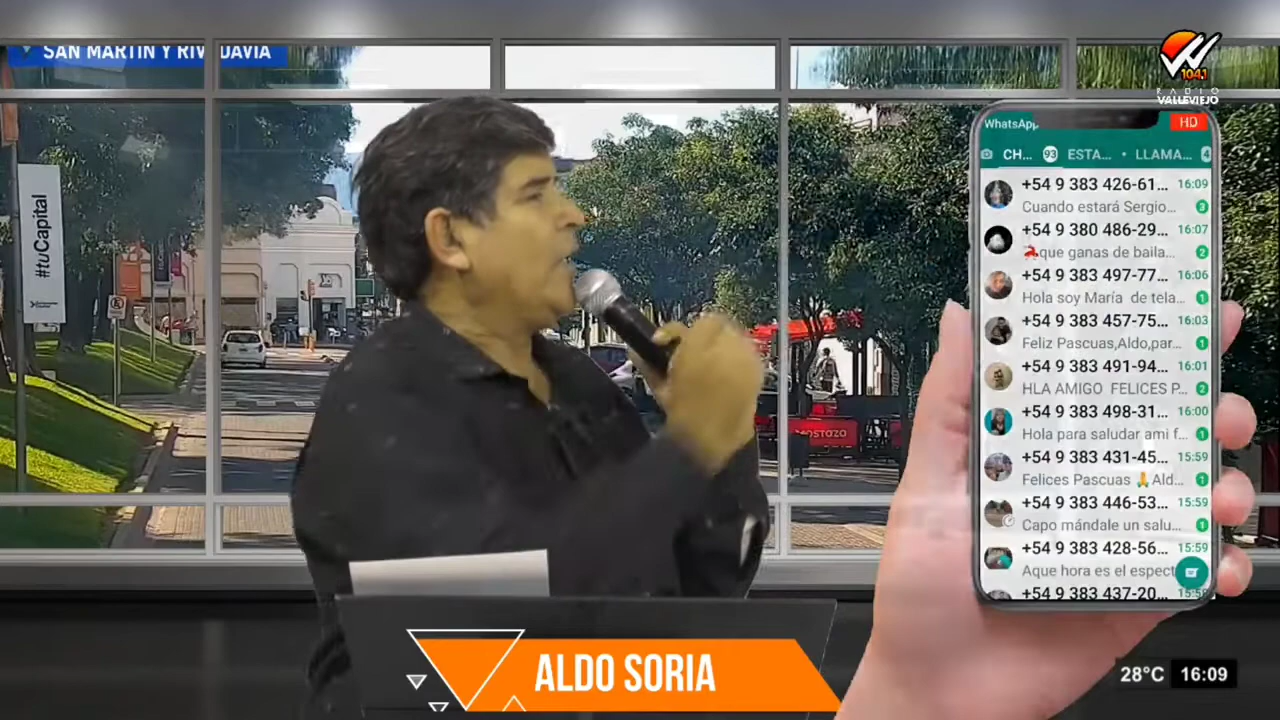 SAN MARTIN Y RIVADAVIA
104.1
RADIO
VALLEVIEJO
#tuCapital
WhatsApp
HD
CH... 93 ESTA... • LLAMA... 4
+54 9 383 426-61... 16:09
Cuando estará Sergio... 3
+54 9 380 486-29... 16:07
que ganas de baila... 2
+54 9 383 497-77... 16:06
Hola soy María de tela... 1
+54 9 383 457-75... 16:03
Feliz Pascuas,Aldo,par... 1
+54 9 383 491-94... 16:01
HLA AMIGO FELICES P... 2
+54 9 383 498-31... 16:00
Hola para saludar ami f... 1
+54 9 383 431-45... 15:59
Felices Pascuas 🙏Ald... 1
+54 9 383 446-53... 15:59
Capo mándale un salu... 1
+54 9 383 428-56... 15:59
Aque hora es el espect
+54 9 383 437-20...
MOSTOZO
ALDO SORIA
28°C 16:09